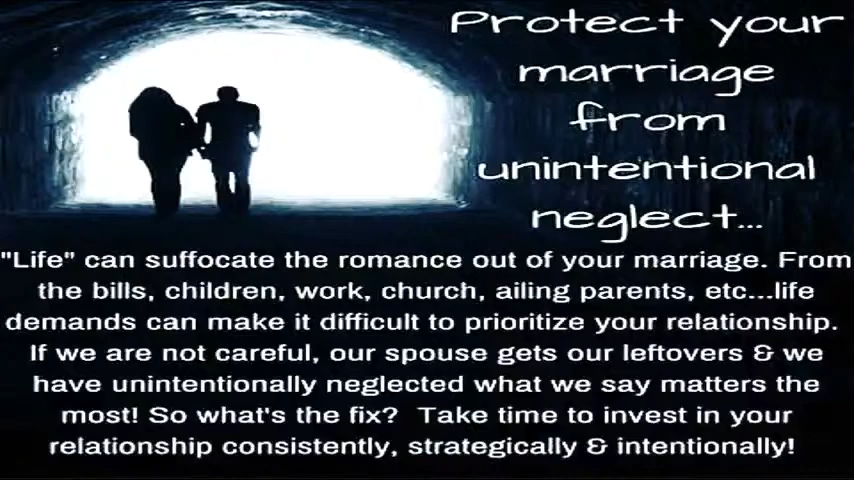 Protect your
marriage
from
unintentional
neglect...
"Life" can suffocate the romance out of your marriage. From
the bills, children, work, church, ailing parents, etc...life
demands can make it difficult to prioritize your relationship.
If we are not careful, our spouse gets our leftovers & we
have unintentionally neglected what we say matters the
most! So what's the fix?  Take time to invest in your
relationship consistently, strategically & intentionally!